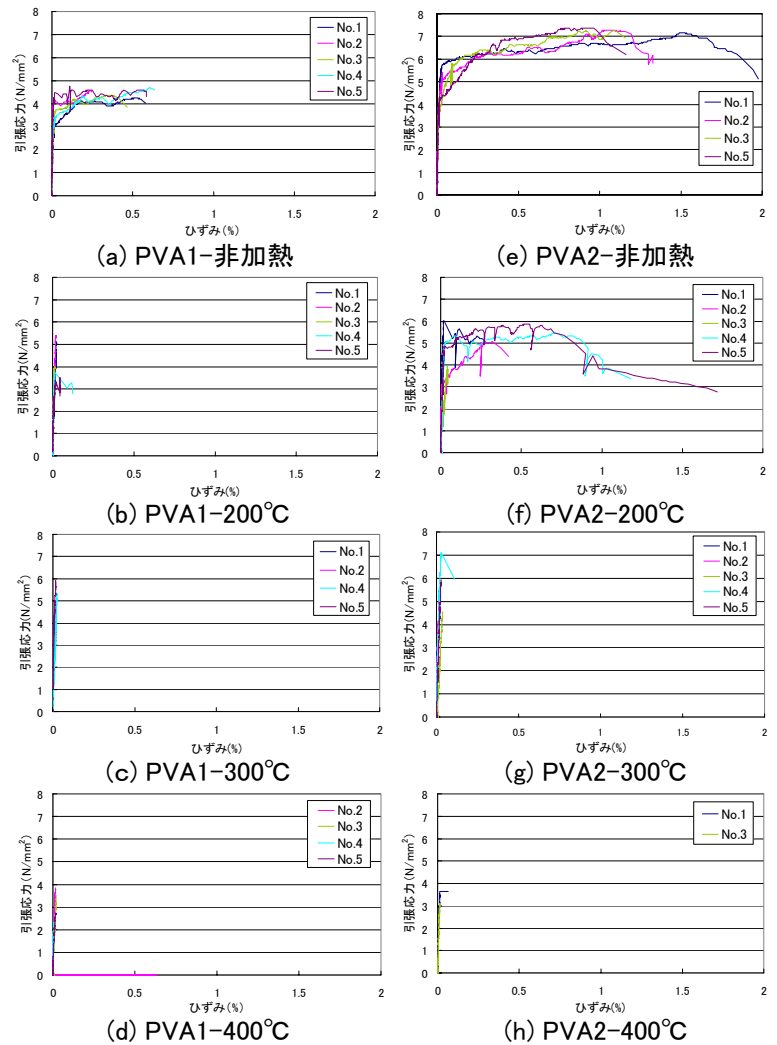 8
7
6
5
4
3
2
1
0
引張応力(N/mm²)
0
0.5
1
1.5
2
ひずみ(%)
No.1
No.2
No.3
No.4
No.5
(a) PVA1-非加熱
8
7
6
5
4
3
2
1
0
引張応力(N/mm²)
0
0.5
1
1.5
2
ひずみ(%)
No.1
No.2
No.3
No.5
(e) PVA2-非加熱
8
7
6
5
4
3
2
1
0
引張応力(N/mm²)
0
0.5
1
1.5
2
ひずみ(%)
No.1
No.2
No.3
No.4
No.5
(b) PVA1-200℃
8
7
6
5
4
3
2
1
0
引張応力(N/mm²)
0
0.5
1
1.5
2
ひずみ(%)
No.1
No.2
No.3
No.4
No.5
(f) PVA2-200℃
8
7
6
5
4
3
2
1
0
引張応力(N/mm²)
0
0.5
1
1.5
2
ひずみ(%)
No.1
No.2
No.4
No.5
(c) PVA1-300℃
8
7
6
5
4
3
2
1
0
引張応力(N/mm²)
0
0.5
1
1.5
2
ひずみ(%)
No.1
No.2
No.3
No.4
No.5
(g) PVA2-300℃
8
7
6
5
4
3
2
1
0
引張応力(N/mm²)
0
0.5
1
1.5
2
ひずみ(%)
No.2
No.3
No.4
No.5
(d) PVA1-400℃
8
7
6
5
4
3
2
1
0
引張応力(N/mm²)
0
0.5
1
1.5
2
ひずみ(%)
No.1
No.3
(h) PVA2-400℃